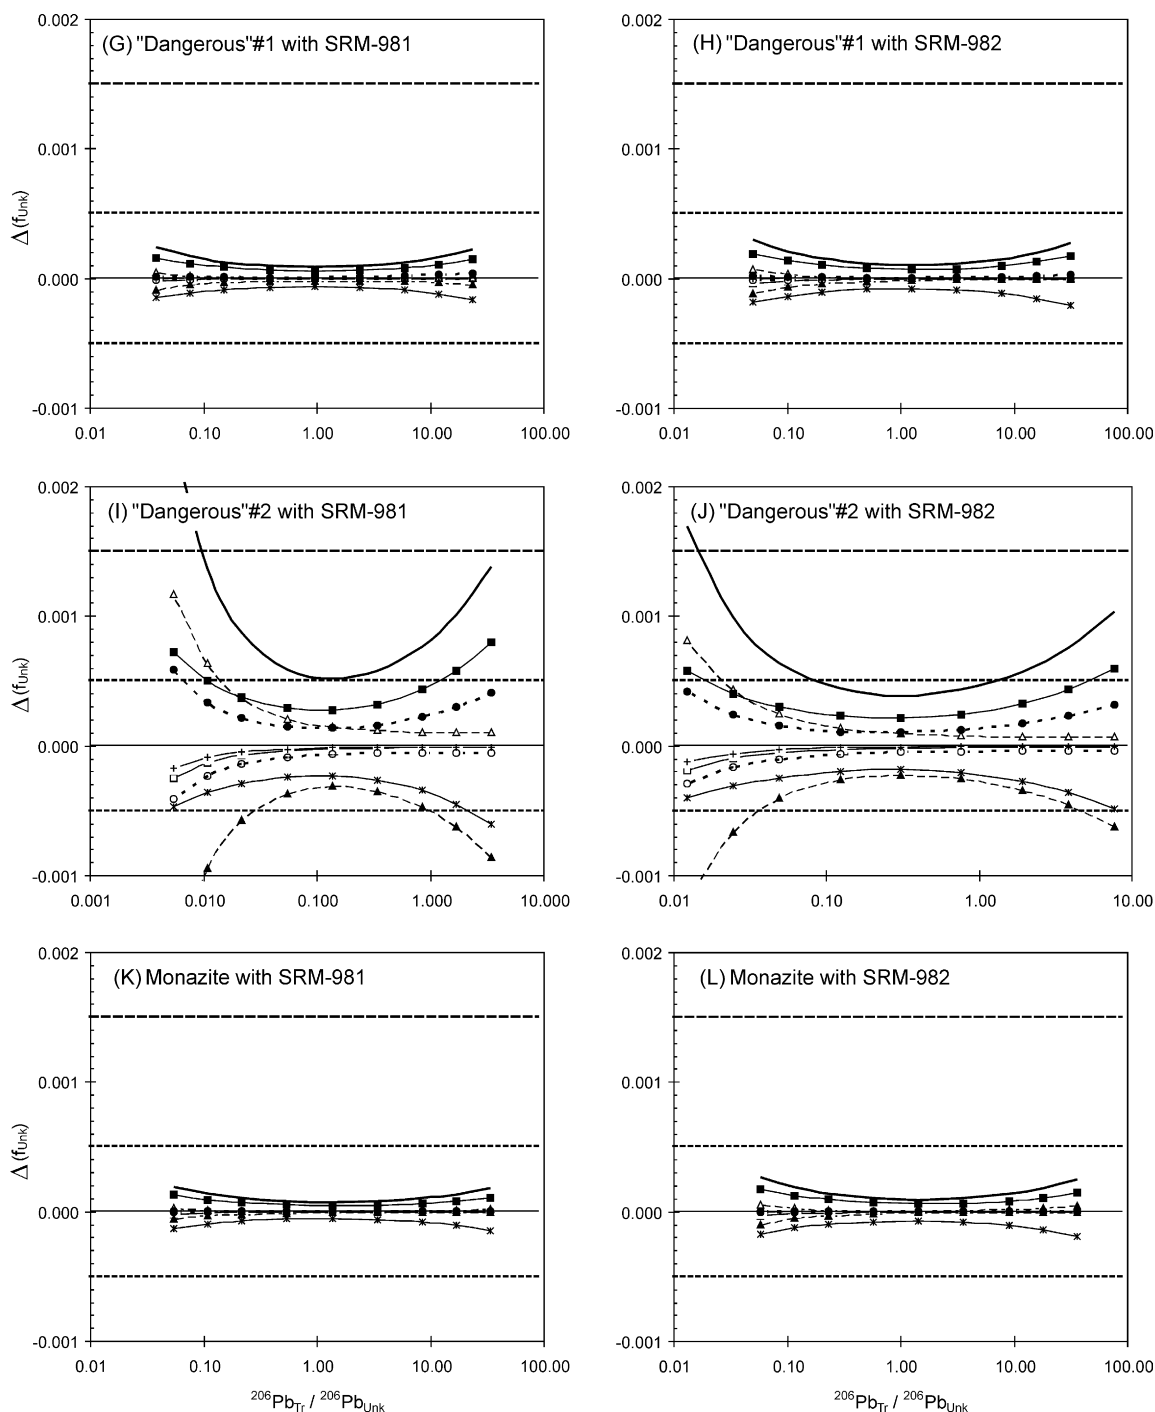 (G) "Dangerous"#1 with SRM-981
0.002
0.001
0.000
-0.001
Δ(fUnk)
0.01 0.10 1.00 10.00 100.00
(H) "Dangerous"#1 with SRM-982
0.002
0.001
0.000
-0.001
0.01 0.10 1.00 10.00 100.00
(I) "Dangerous"#2 with SRM-981
0.002
0.001
0.000
-0.001
Δ(fUnk)
0.001 0.010 0.100 1.000 10.000
(J) "Dangerous"#2 with SRM-982
0.002
0.001
0.000
-0.001
0.01 0.10 1.00 10.00
(K) Monazite with SRM-981
0.002
0.001
0.000
-0.001
Δ(fUnk)
0.01 0.10 1.00 10.00 100.00
206PbTr / 206PbUnk
(L) Monazite with SRM-982
0.002
0.001
0.000
-0.001
0.01 0.10 1.00 10.00 100.00
206PbTr / 206PbUnk